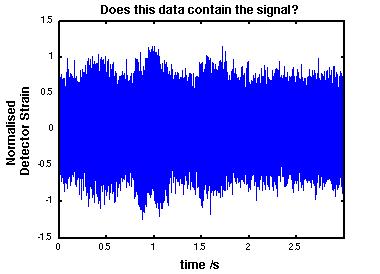 Does this data contain the signal?
1.5
1
0.5
0
-0.5
-1
-1.5
Normalised
Detector Strain
0 0.5 1 1.5 2 2.5
time /s